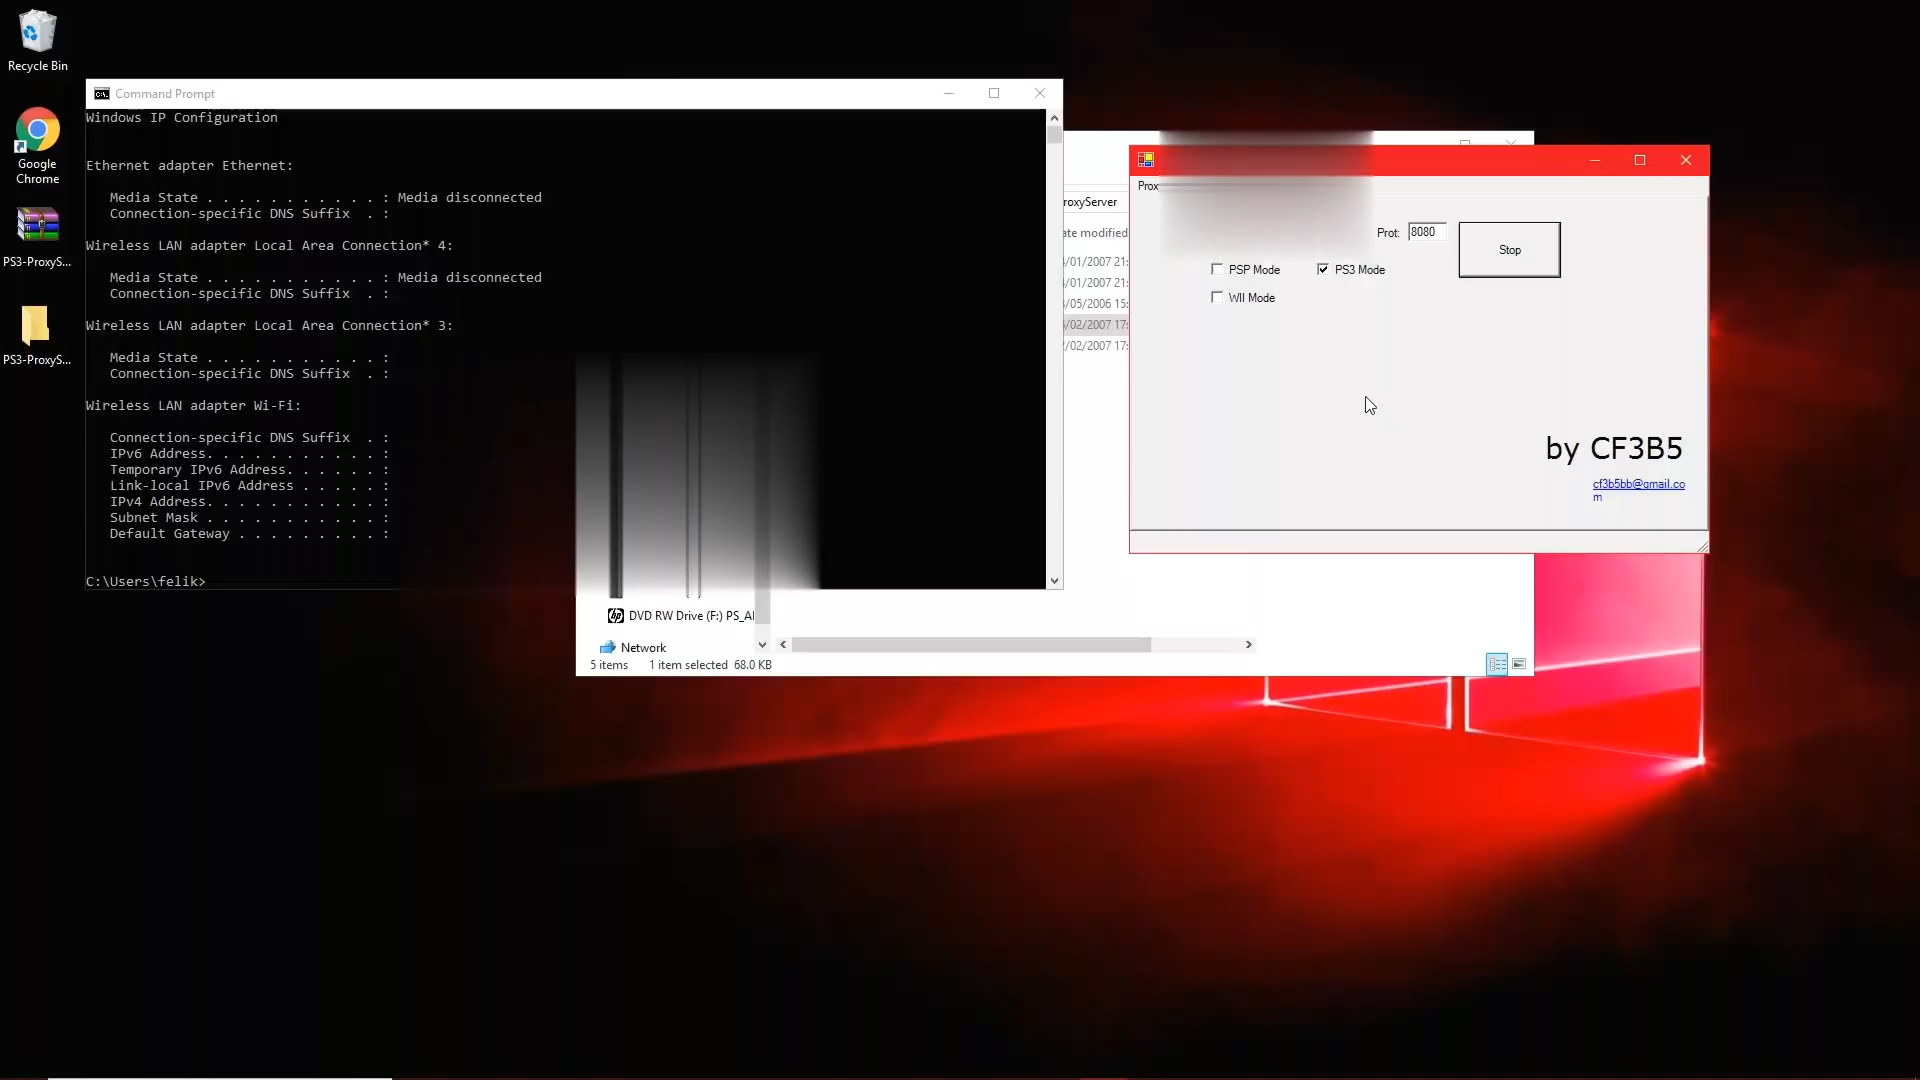 Recycle Bin
Google
Chrome
PS3-ProxyS...
PS3-ProxyS...
Command Prompt
Windows IP Configuration
Ethernet adapter Ethernet:
Media State . . . . . . . . . . . : Media disconnected
Connection-specific DNS Suffix  . :
Wireless LAN adapter Local Area Connection* 4:
Media State . . . . . . . . . . . : Media disconnected
Connection-specific DNS Suffix  . :
Wireless LAN adapter Local Area Connection* 3:
Media State . . . . . . . . . . . :
Connection-specific DNS Suffix  . :
Wireless LAN adapter Wi-Fi:
Connection-specific DNS Suffix  . :
IPv6 Address. . . . . . . . . . . :
Temporary IPv6 Address. . . . . . :
Link-local IPv6 Address . . . . . :
IPv4 Address. . . . . . . . . . . :
Subnet Mask . . . . . . . . . . . :
Default Gateway . . . . . . . . . :
C:\Users\felik>
roxyServer
ate modified
/01/2007 21:
/01/2007 21:
/05/2006 15:
/02/2007 17:
/02/2007 17:
DVD RW Drive (F:) PS_Al
Network
5 items 1 item selected 68.0 KB
Prox
Prot: 8080
Stop
PSP Mode
PS3 Mode
WII Mode
by CF3B5
cf3b5bb@gmail.co
m